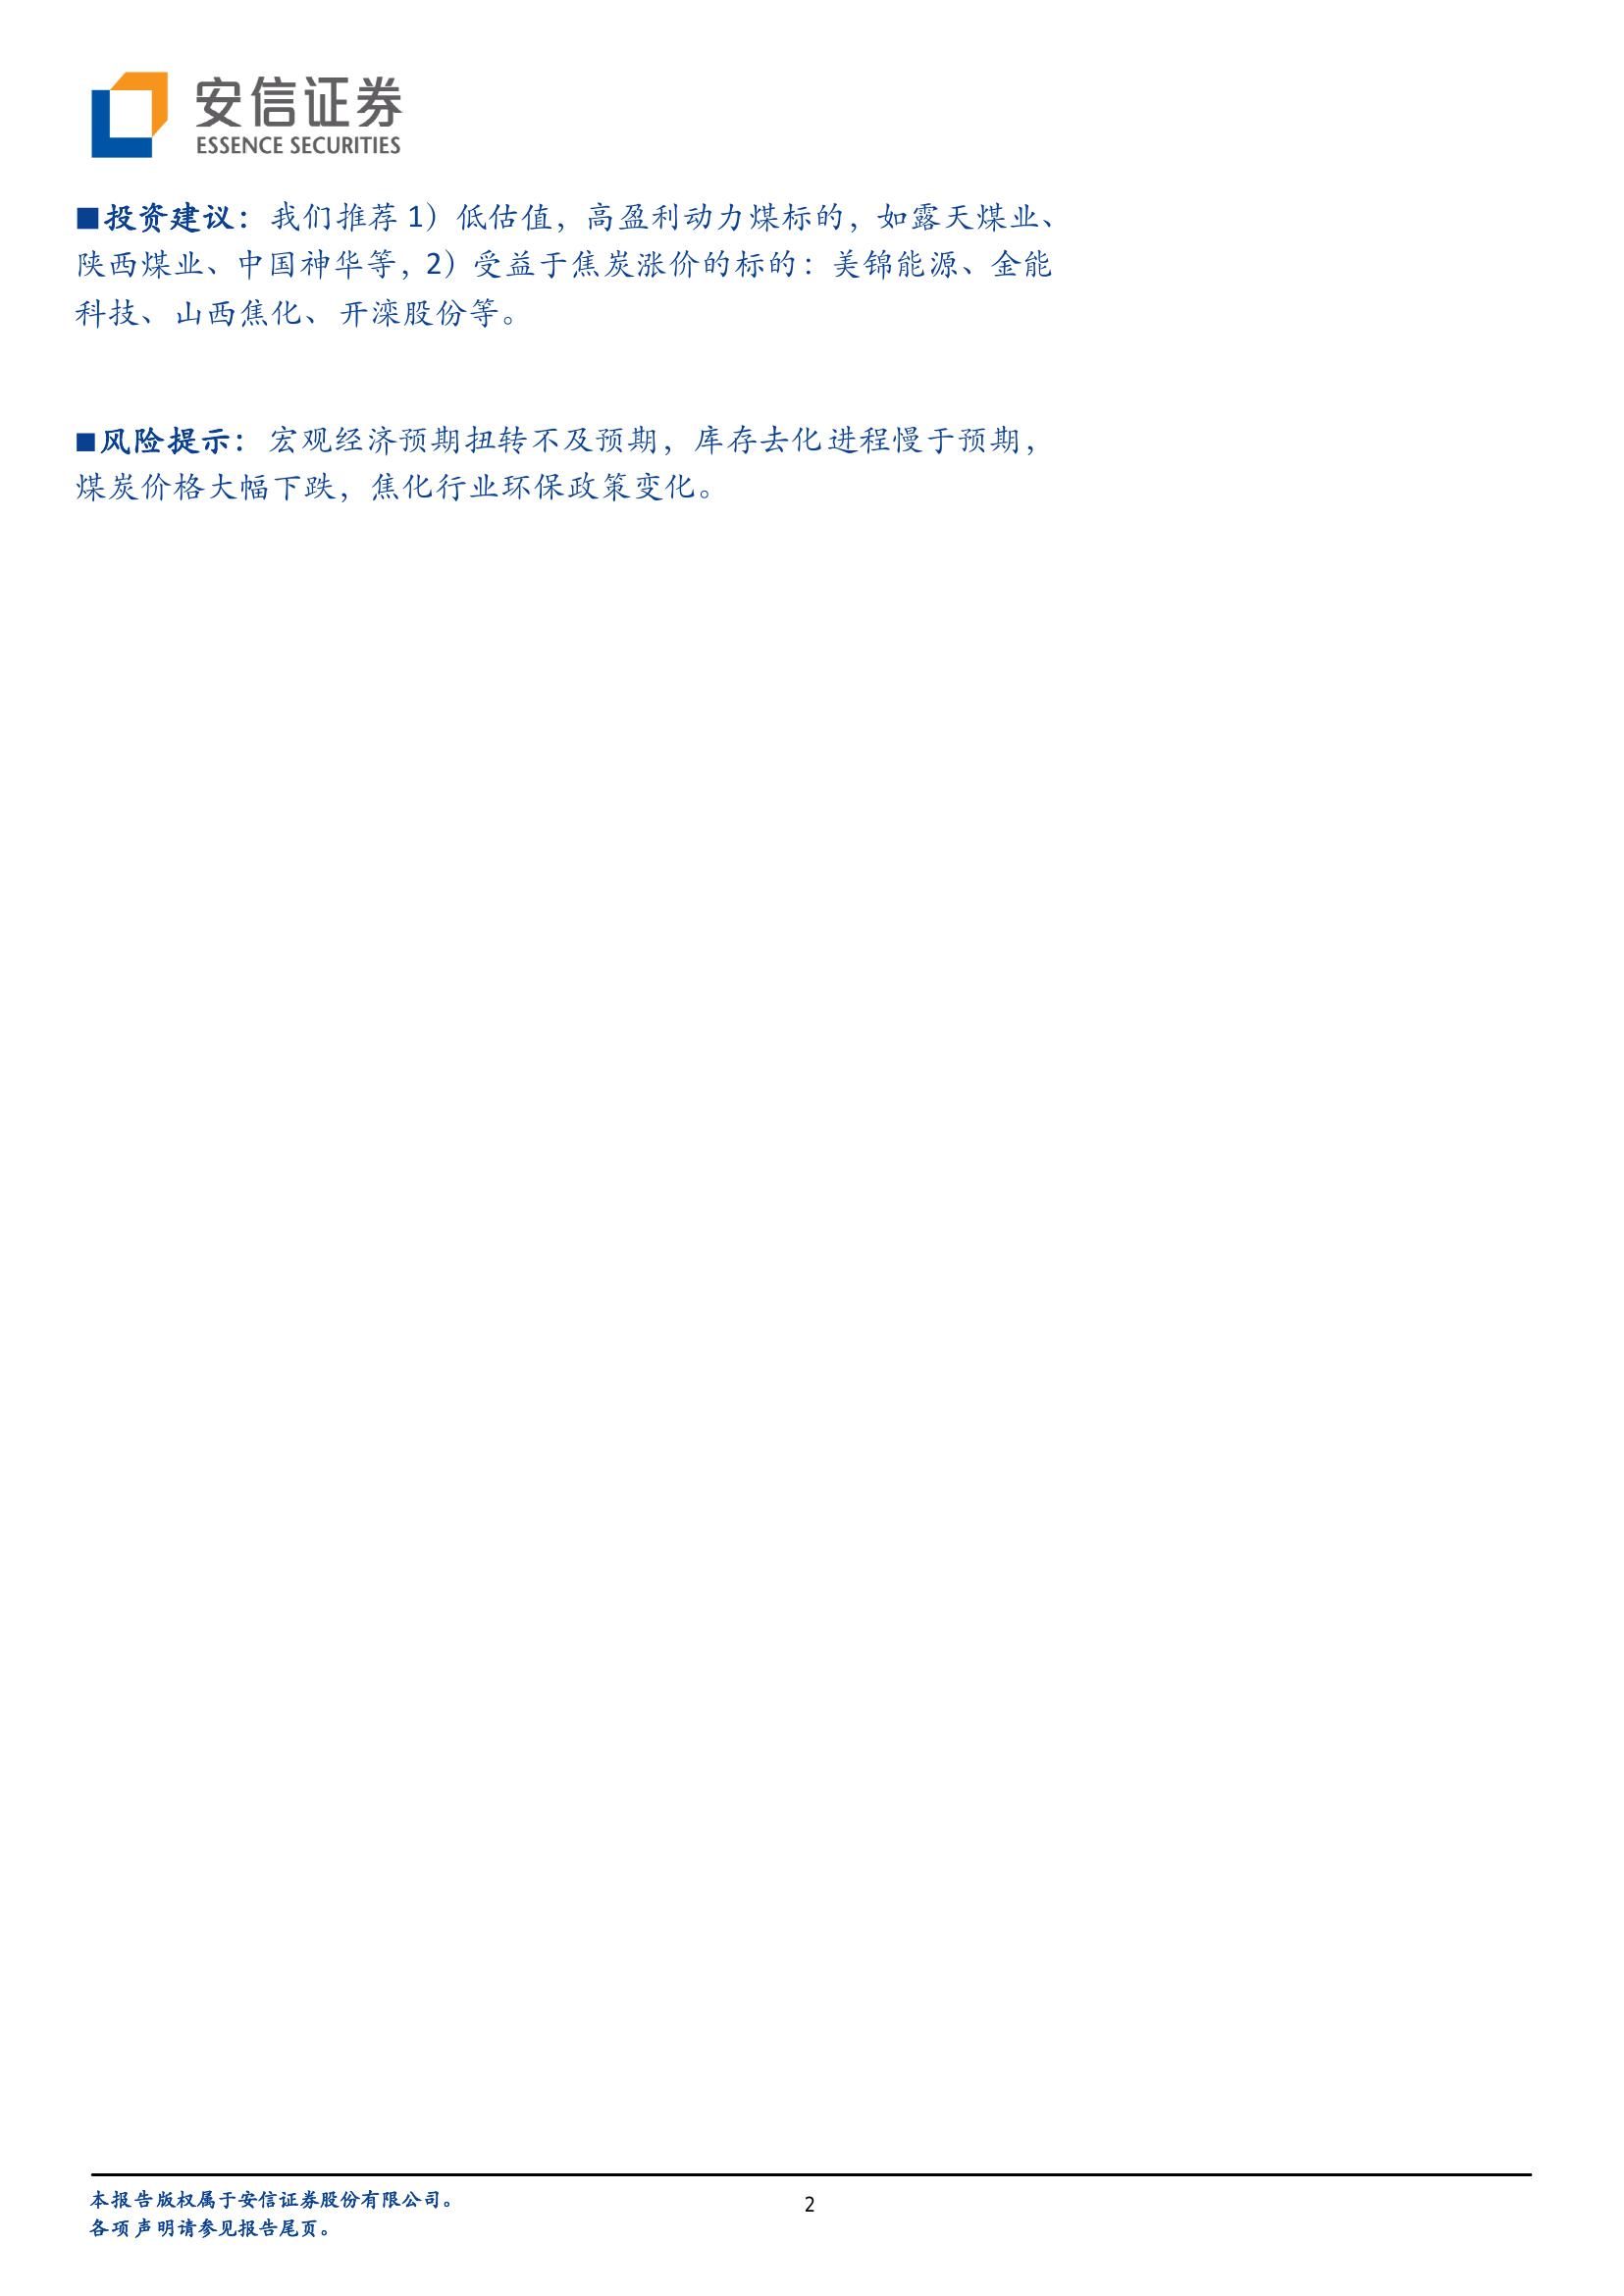 安信证券
ESSENCE SECURITIES
■投资建议：我们推荐 1）低估值，高盈利动力煤标的，如露天煤业、
陕西煤业、中国神华等，2）受益于焦炭涨价的标的：美锦能源、金能
科技、山西焦化、开滦股份等。
■风险提示：宏观经济预期扭转不及预期，库存去化进程慢于预期，
煤炭价格大幅下跌，焦化行业环保政策变化。
本报告版权属于安信证券股份有限公司。
2
各项声明请参见报告尾页。